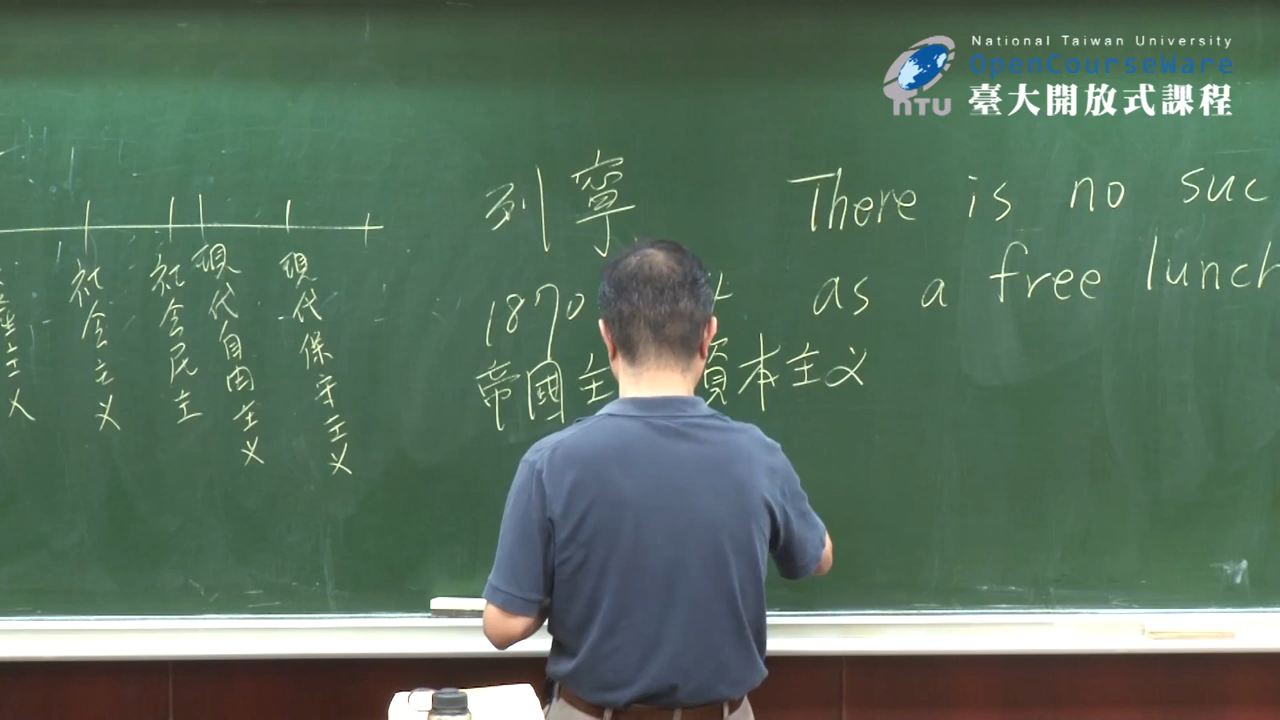 National Taiwan University
OpenCourseWare
臺大開放式課程
nTU
社會主義
社會民主
現代自由主義
現代保守主義
列寧
1870
帝國主 資本主義
There is no suc
as a free lunch